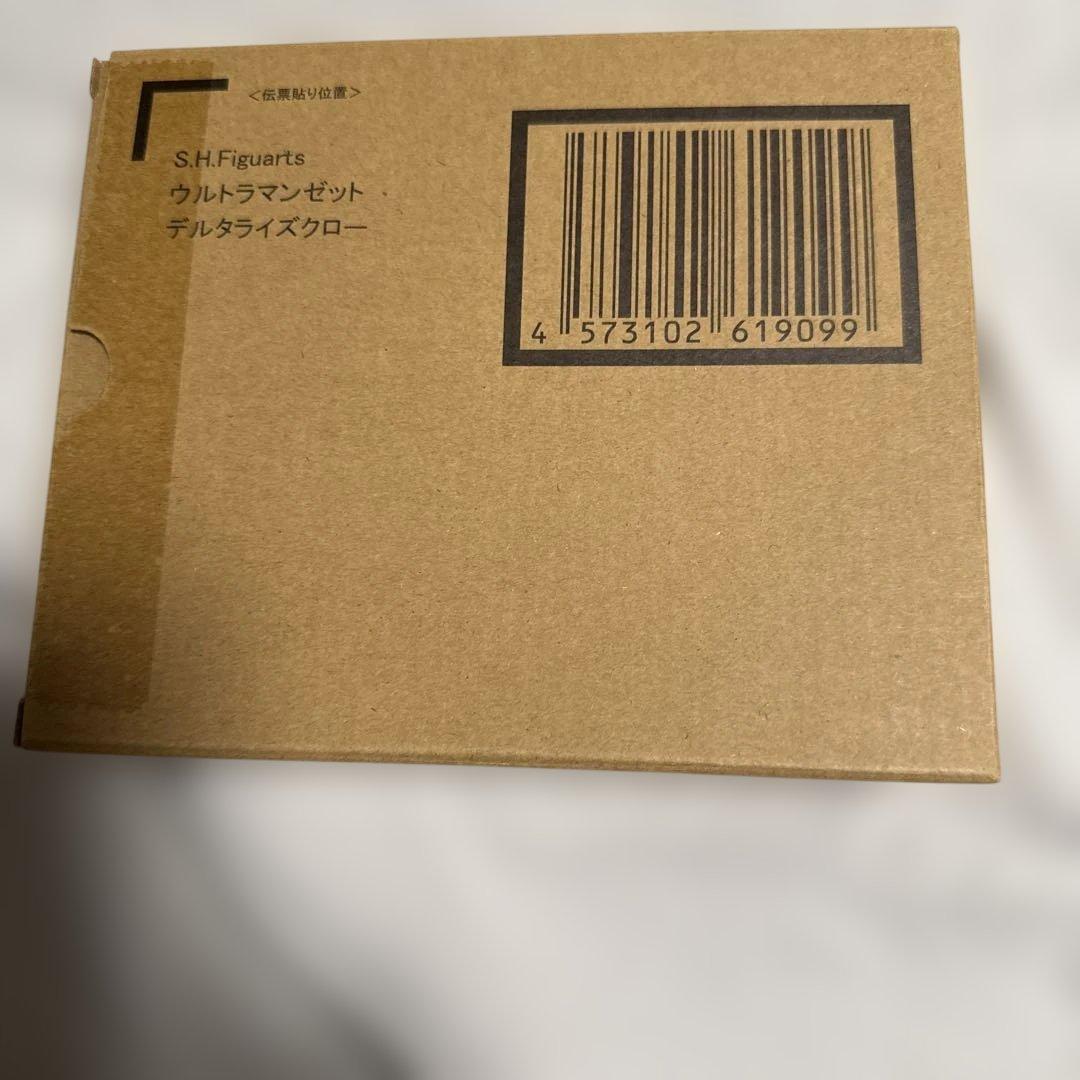 ＜伝票貼り位置＞
S.H.Figuarts
ウルトラマンゼット
デルタライズクロー
4 573102 619099